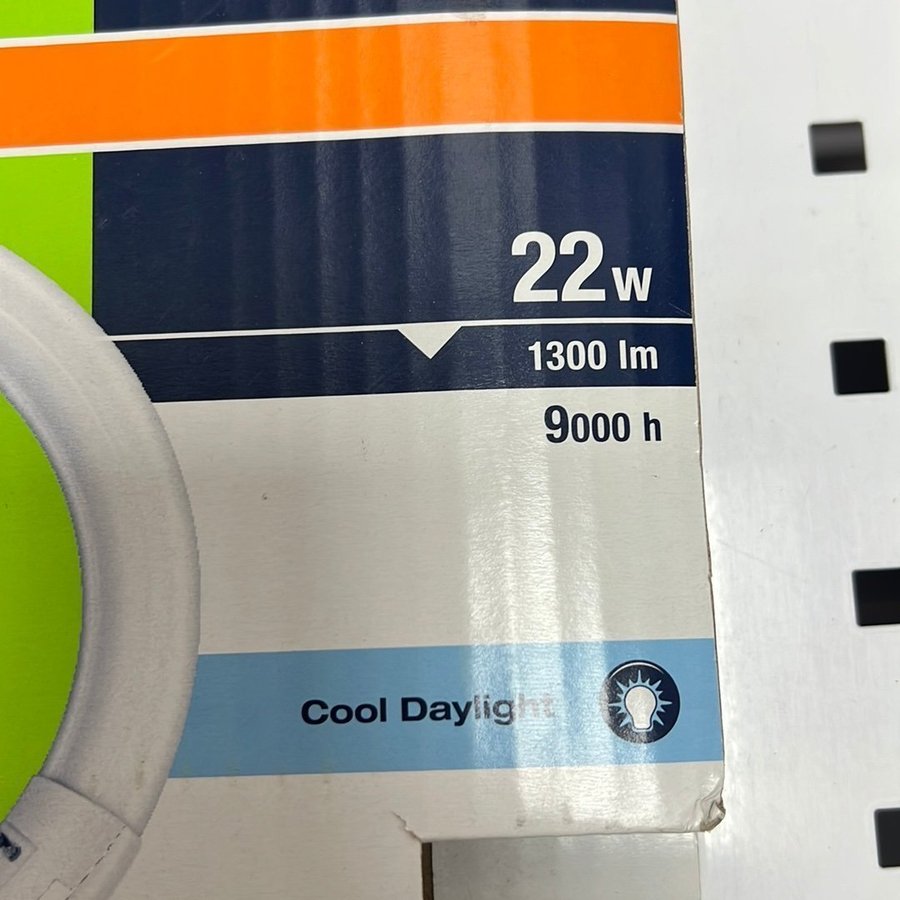 22w
1300 lm
9000 h
Cool Daylight